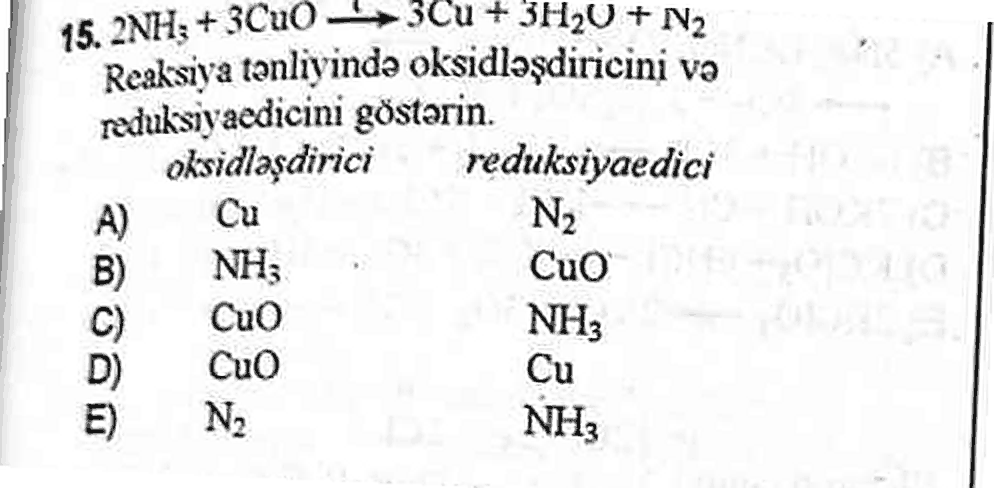 15. 2NH₃ + 3CuO —t→ 3Cu + 3H₂O + N₂
Reaksiya tənliyində oksidləşdiricini və
reduksiyaedicini göstərin.
oksidləşdirici reduksiyaedici
A) Cu N₂
B) NH₃ CuO
C) CuO NH₃
D) CuO Cu
E) N₂ NH₃